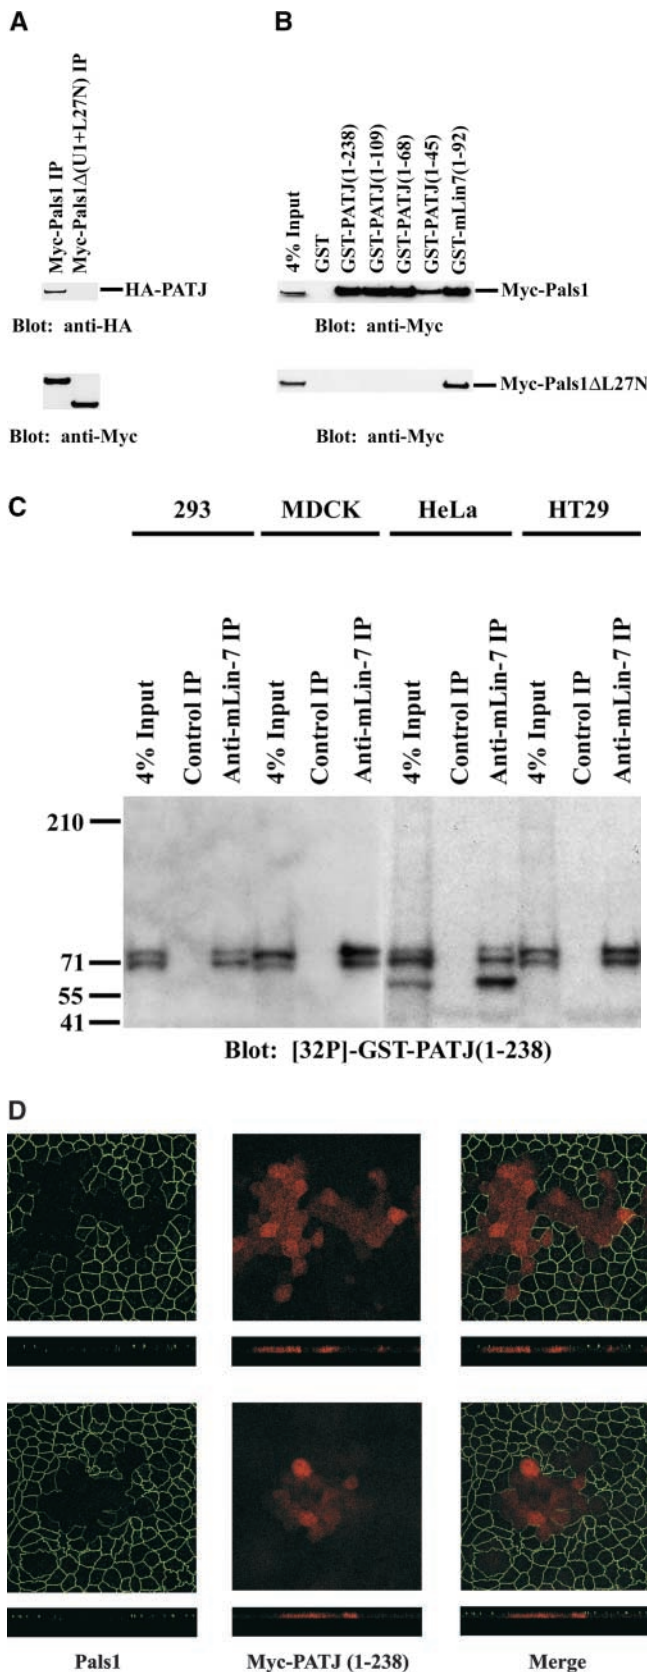 A
Myc-Pals1 IP
Myc-Pals1Δ(U1+L27N) IP
HA-PATJ
Blot: anti-HA
Blot: anti-Myc
B
4% Input
GST
GST-PATJ(1-238)
GST-PATJ(1-109)
GST-PATJ(1-68)
GST-PATJ(1-45)
GST-mLin7(1-92)
Myc-Pals1
Blot: anti-Myc
Myc-Pals1ΔL27N
Blot: anti-Myc
C
293 MDCK HeLa HT29
4% Input
Control IP
Anti-mLin-7 IP
4% Input
Control IP
Anti-mLin-7 IP
4% Input
Control IP
Anti-mLin-7 IP
4% Input
Control IP
Anti-mLin-7 IP
210
71
55
41
Blot: [32P]-GST-PATJ(1-238)
D
Pals1 Myc-PATJ (1-238) Merge